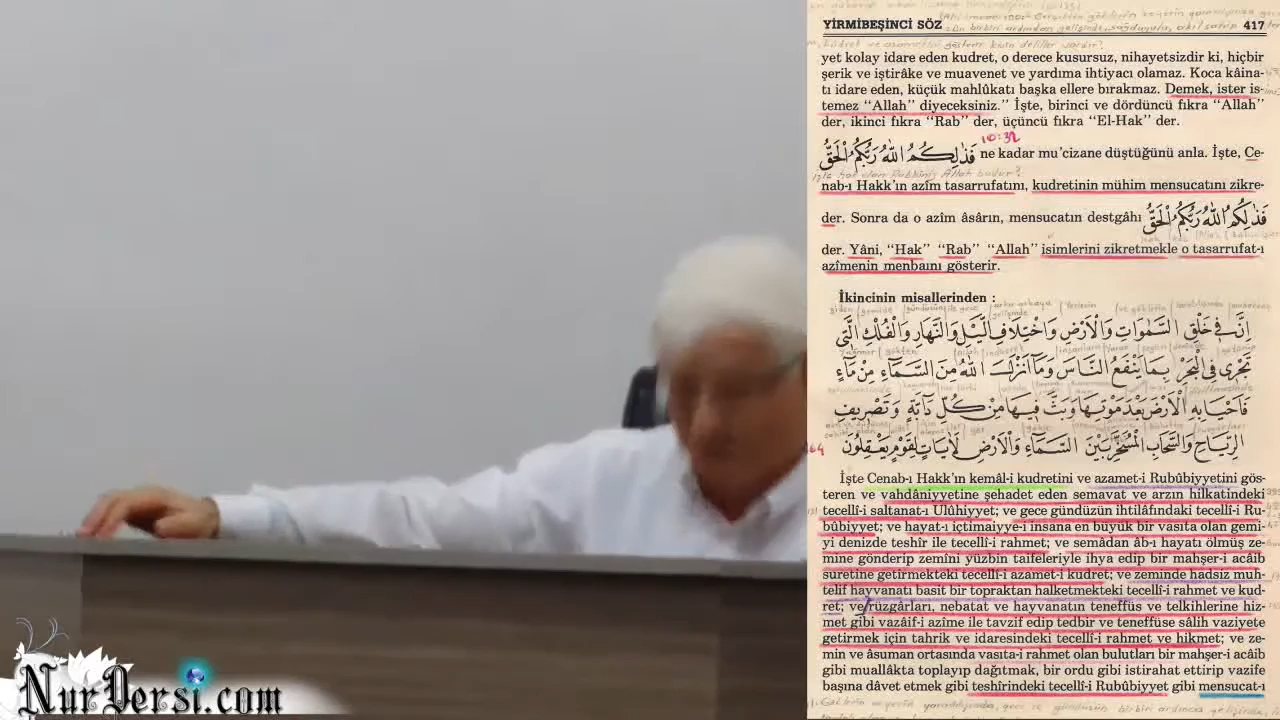 YİRMİBEŞİNCİ SÖZ 417
yet kolay idare eden kudret, o derece kusursuz, nihayetsizdir ki, hiçbir
şerik ve iştirâke ve muavenet ve yardıma ihtiyacı olamaz. Koca kâina-
tı idare eden, küçük mahlûkatı başka ellere bırakmaz. Demek, ister is-
temez ‘‘Allah’’ diyeceksiniz.’’ İşte, birinci ve dördüncü fıkra ‘‘Allah’’
der, ikinci fıkra ‘‘Rab’’ der, üçüncü fıkra ‘‘El-Hak’’ der.
10:32
فَذٰلِكُمُ اللّٰهُ رَبُّكُمُ الْحَقُّ ne kadar mu’cizane düştüğünü anla. İşte, Ce-
nab-ı Hakk’ın azîm tasarrufatını, kudretinin mühim mensucatını zikre-
der. Sonra da o azîm âsârın, mensucatın destgâhı فَذٰلِكُمُ اللّٰهُ رَبُّكُمُ الْحَقُّ
der. Yâni, ‘‘Hak’’ ‘‘Rab’’ ‘‘Allah’’ isimlerini zikretmekle o tasarrufat-ı
azîmenin menbaını gösterir.
İkincinin misallerinden :
اِنَّ فِى خَلْقِ السَّمٰوَاتِ وَالْاَرْضِ وَاخْتِلَافِ الَّيْلِ وَالنَّهَارِ وَالْفُلْكِ الَّتِى
تَجْرِى فِى الْبَحْرِ بِمَا يَنْفَعُ النَّاسَ وَمَا اَنْزَلَ اللّٰهُ مِنَ السَّمَاءِ مِنْ مَاءٍ
فَاَحْيَا بِهِ الْاَرْضَ بَعْدَ مَوْتِهَا وَبَثَّ فِيهَا مِنْ كُلِّ دَابَّةٍ وَتَصْرِيفِ
الرِّيَاحِ وَالسَّحَابِ الْمُسَخَّرِ بَيْنَ السَّمَاءِ وَالْاَرْضِ لَاٰيَاتٍ لِقَوْمٍ يَعْقِلُونَ
İşte Cenab-ı Hakk’ın kemâl-i kudretini ve azamet-i Rubûbiyyetini gös-
teren ve vahdâniyyetine şehadet eden semavat ve arzın hilkatindeki
tecellî-i saltanat-ı Ulûhiyyet; ve gece gündüzün ihtilâfındaki tecellî-i Ru-
bûbiyyet; ve hayat-ı içtimaiyye-i insana en büyük bir vasıta olan gemi-
yi denizde teshîr ile tecellî-i rahmet; ve semâdan âb-ı hayatı ölmüş ze-
mine gönderip zemîni yüzbin taifeleriyle ihya edip bir mahşer-i acâib
suretine getirmekteki tecellî-i azamet-i kudret; ve zeminde hadsiz muh-
telif hayvanatı basit bir topraktan halketmekteki tecellî-i rahmet ve kud-
ret; ve rüzgârları, nebatat ve hayvanatın teneffüs ve telkihlerine hiz-
met gibi vazâif-i azîme ile tavzif edip tedbir ve teneffüse sâlih vaziyete
getirmek için tahrik ve idaresindeki tecellî-i rahmet ve hikmet; ve ze-
min ve âsuman ortasında vasıta-i rahmet olan bulutları bir mahşer-i acâib
gibi muallâkta toplayıp dağıtmak, bir ordu gibi istirahat ettirip vazife
başına dâvet etmek gibi teshîrindeki tecellî-i Rubûbiyyet gibi mensucat-ı
NurDersi.com